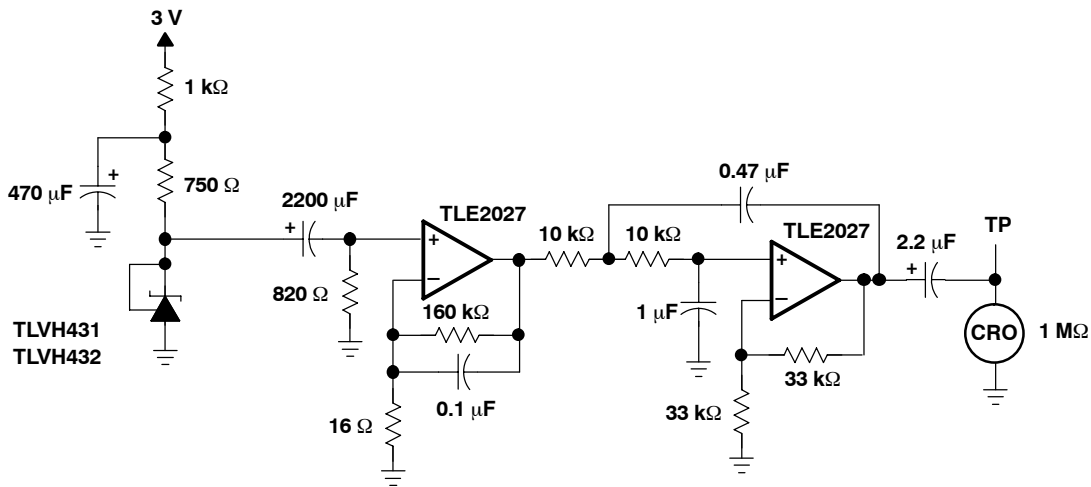 3 V
1 kΩ
470 μF
+
750 Ω
2200 μF
+
TLE2027
+
−
820 Ω
160 kΩ
0.1 μF
16 Ω
TLVH431
TLVH432
10 kΩ
10 kΩ
0.47 μF
TLE2027
+
−
1 μF
33 kΩ
33 kΩ
2.2 μF
+
TP
CRO
1 MΩ